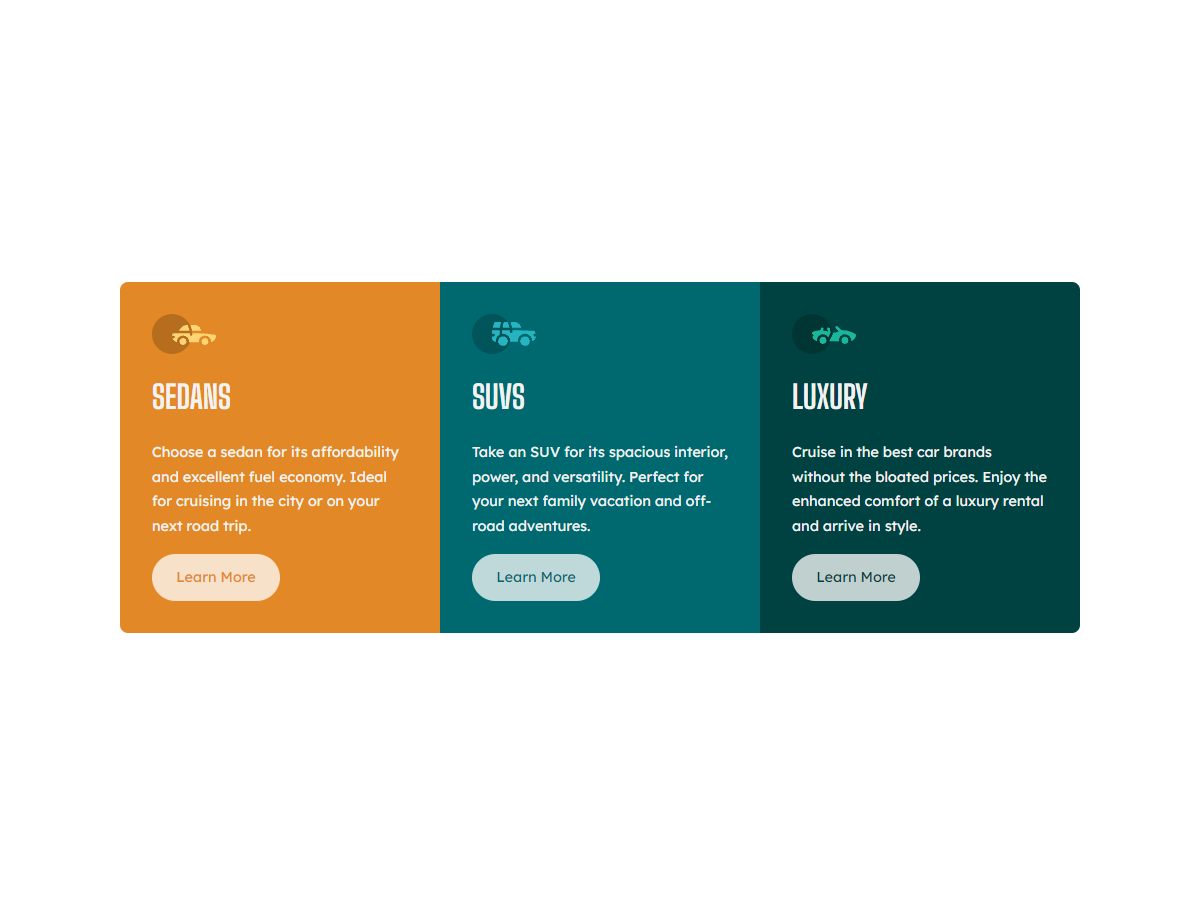 SEDANS
Choose a sedan for its affordability
and excellent fuel economy. Ideal
for cruising in the city or on your
next road trip.
Learn More
SUVS
Take an SUV for its spacious interior,
power, and versatility. Perfect for
your next family vacation and off-
road adventures.
Learn More
LUXURY
Cruise in the best car brands
without the bloated prices. Enjoy the
enhanced comfort of a luxury rental
and arrive in style.
Learn More